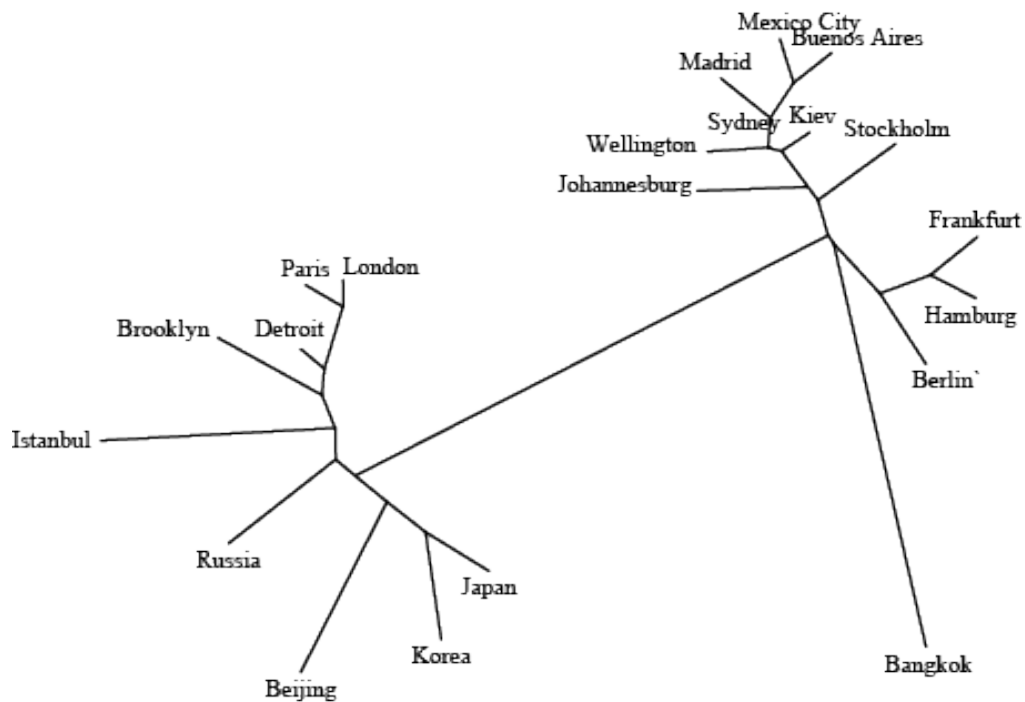 Mexico City
Buenos Aires
Madrid
Sydney
Kiev
Stockholm
Wellington
Johannesburg
Frankfurt
Paris
London
Hamburg
Brooklyn
Detroit
Berlin`
Istanbul
Russia
Japan
Korea
Bangkok
Beijing